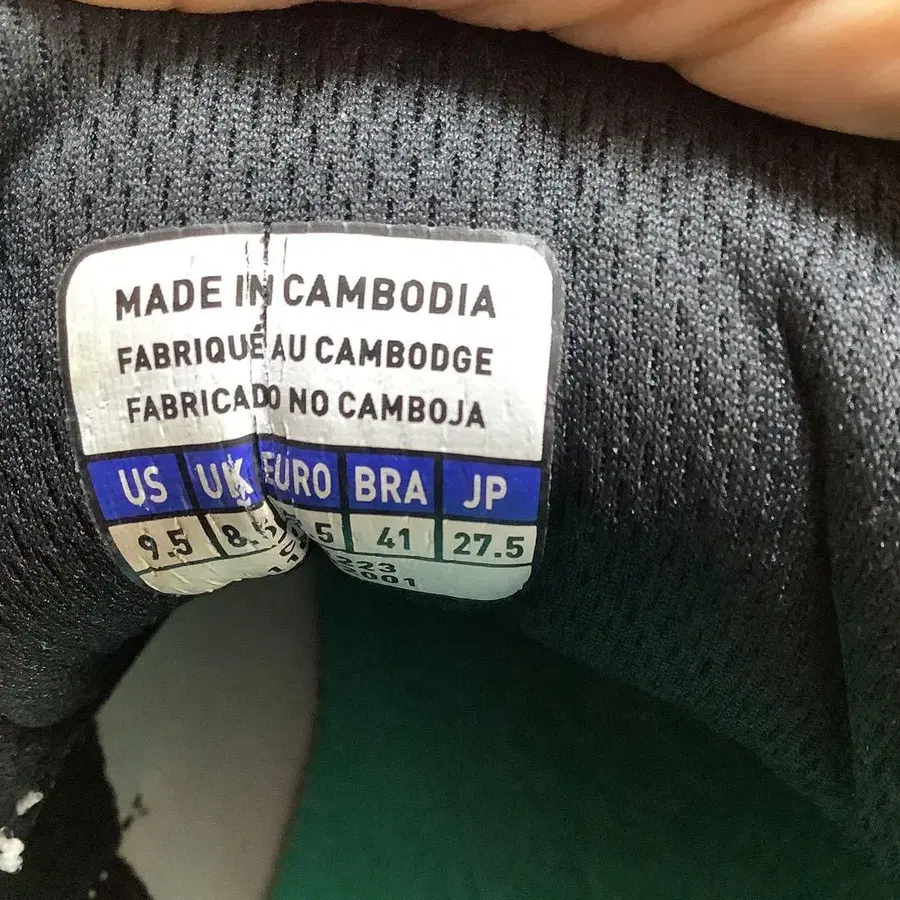 MADE IN CAMBODIA
FABRIQUÉ AU CAMBODGE
FABRICADO NO CAMBOJA
US UK EURO BRA JP
9.5 41 27.5